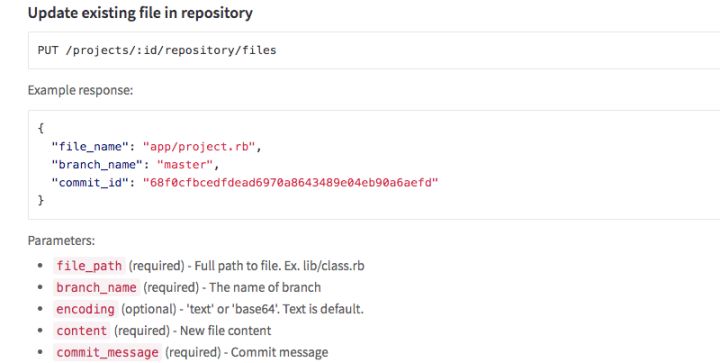 Update existing file in repository
PUT /projects/:id/repository/files
Example response:
{
"file_name": "app/project.rb",
"branch_name": "master",
"commit_id": "68f0cfbcedfdead6970a8643489e04eb90a6aefd"
}
Parameters:
• file_path (required) - Full path to file. Ex. lib/class.rb
• branch_name (required) - The name of branch
• encoding (optional) - 'text' or 'base64'. Text is default.
• content (required) - New file content
• commit_message (required) - Commit message